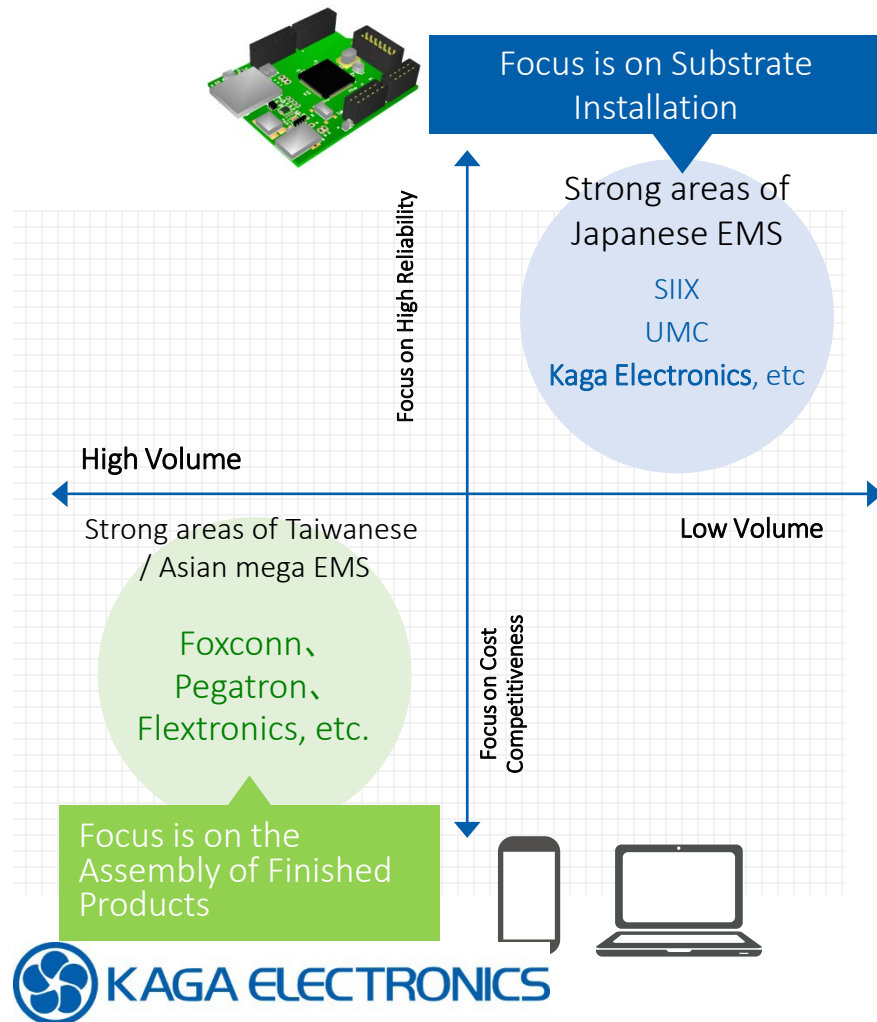 Focus is on Substrate
Installation
Strong areas of
Japanese EMS
SIIX
UMC
Kaga Electronics, etc
Focus on High Reliability
High Volume
Low Volume
Strong areas of Taiwanese
/ Asian mega EMS
Foxconn、
Pegatron、
Flextronics, etc.
Focus on Cost
Competitiveness
Focus is on the
Assembly of Finished
Products
KAGA ELECTRONICS